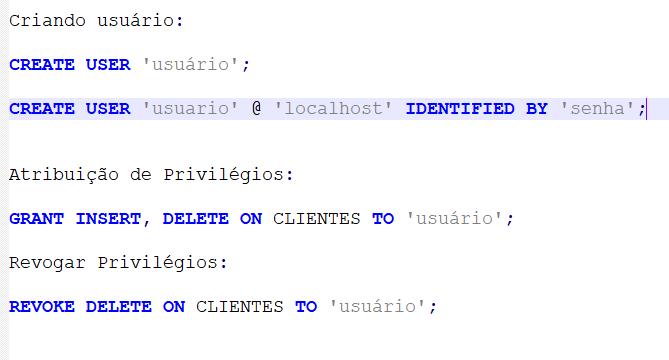 Criando usuário:
CREATE USER 'usuário';
CREATE USER 'usuario' @ 'localhost' IDENTIFIED BY 'senha';
Atribuição de Privilégios:
GRANT INSERT, DELETE ON CLIENTES TO 'usuário';
Revogar Privilégios:
REVOKE DELETE ON CLIENTES TO 'usuário';